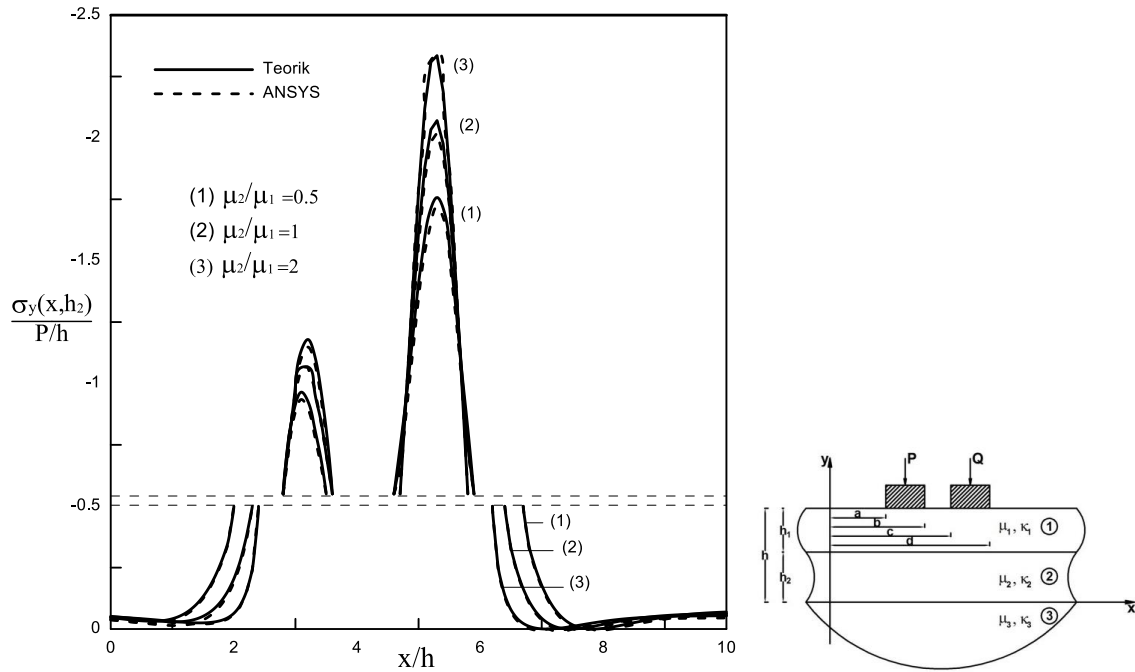 -2.5
Teorik
ANSYS
(3)
(2)
(1)
-2
(1) μ₂/μ₁ =0.5
(2) μ₂/μ₁ =1
(3) μ₂/μ₁ =2
-1.5
σy(x,h₂)
P/h
-1
-0.5
(1)
(2)
(3)
0
0 2 4 6 8 10
x/h
y P Q
a
b
c
d
h h₁ μ₁, κ₁ 1
h₂ μ₂, κ₂ 2
x
μ₃, κ₃ 3